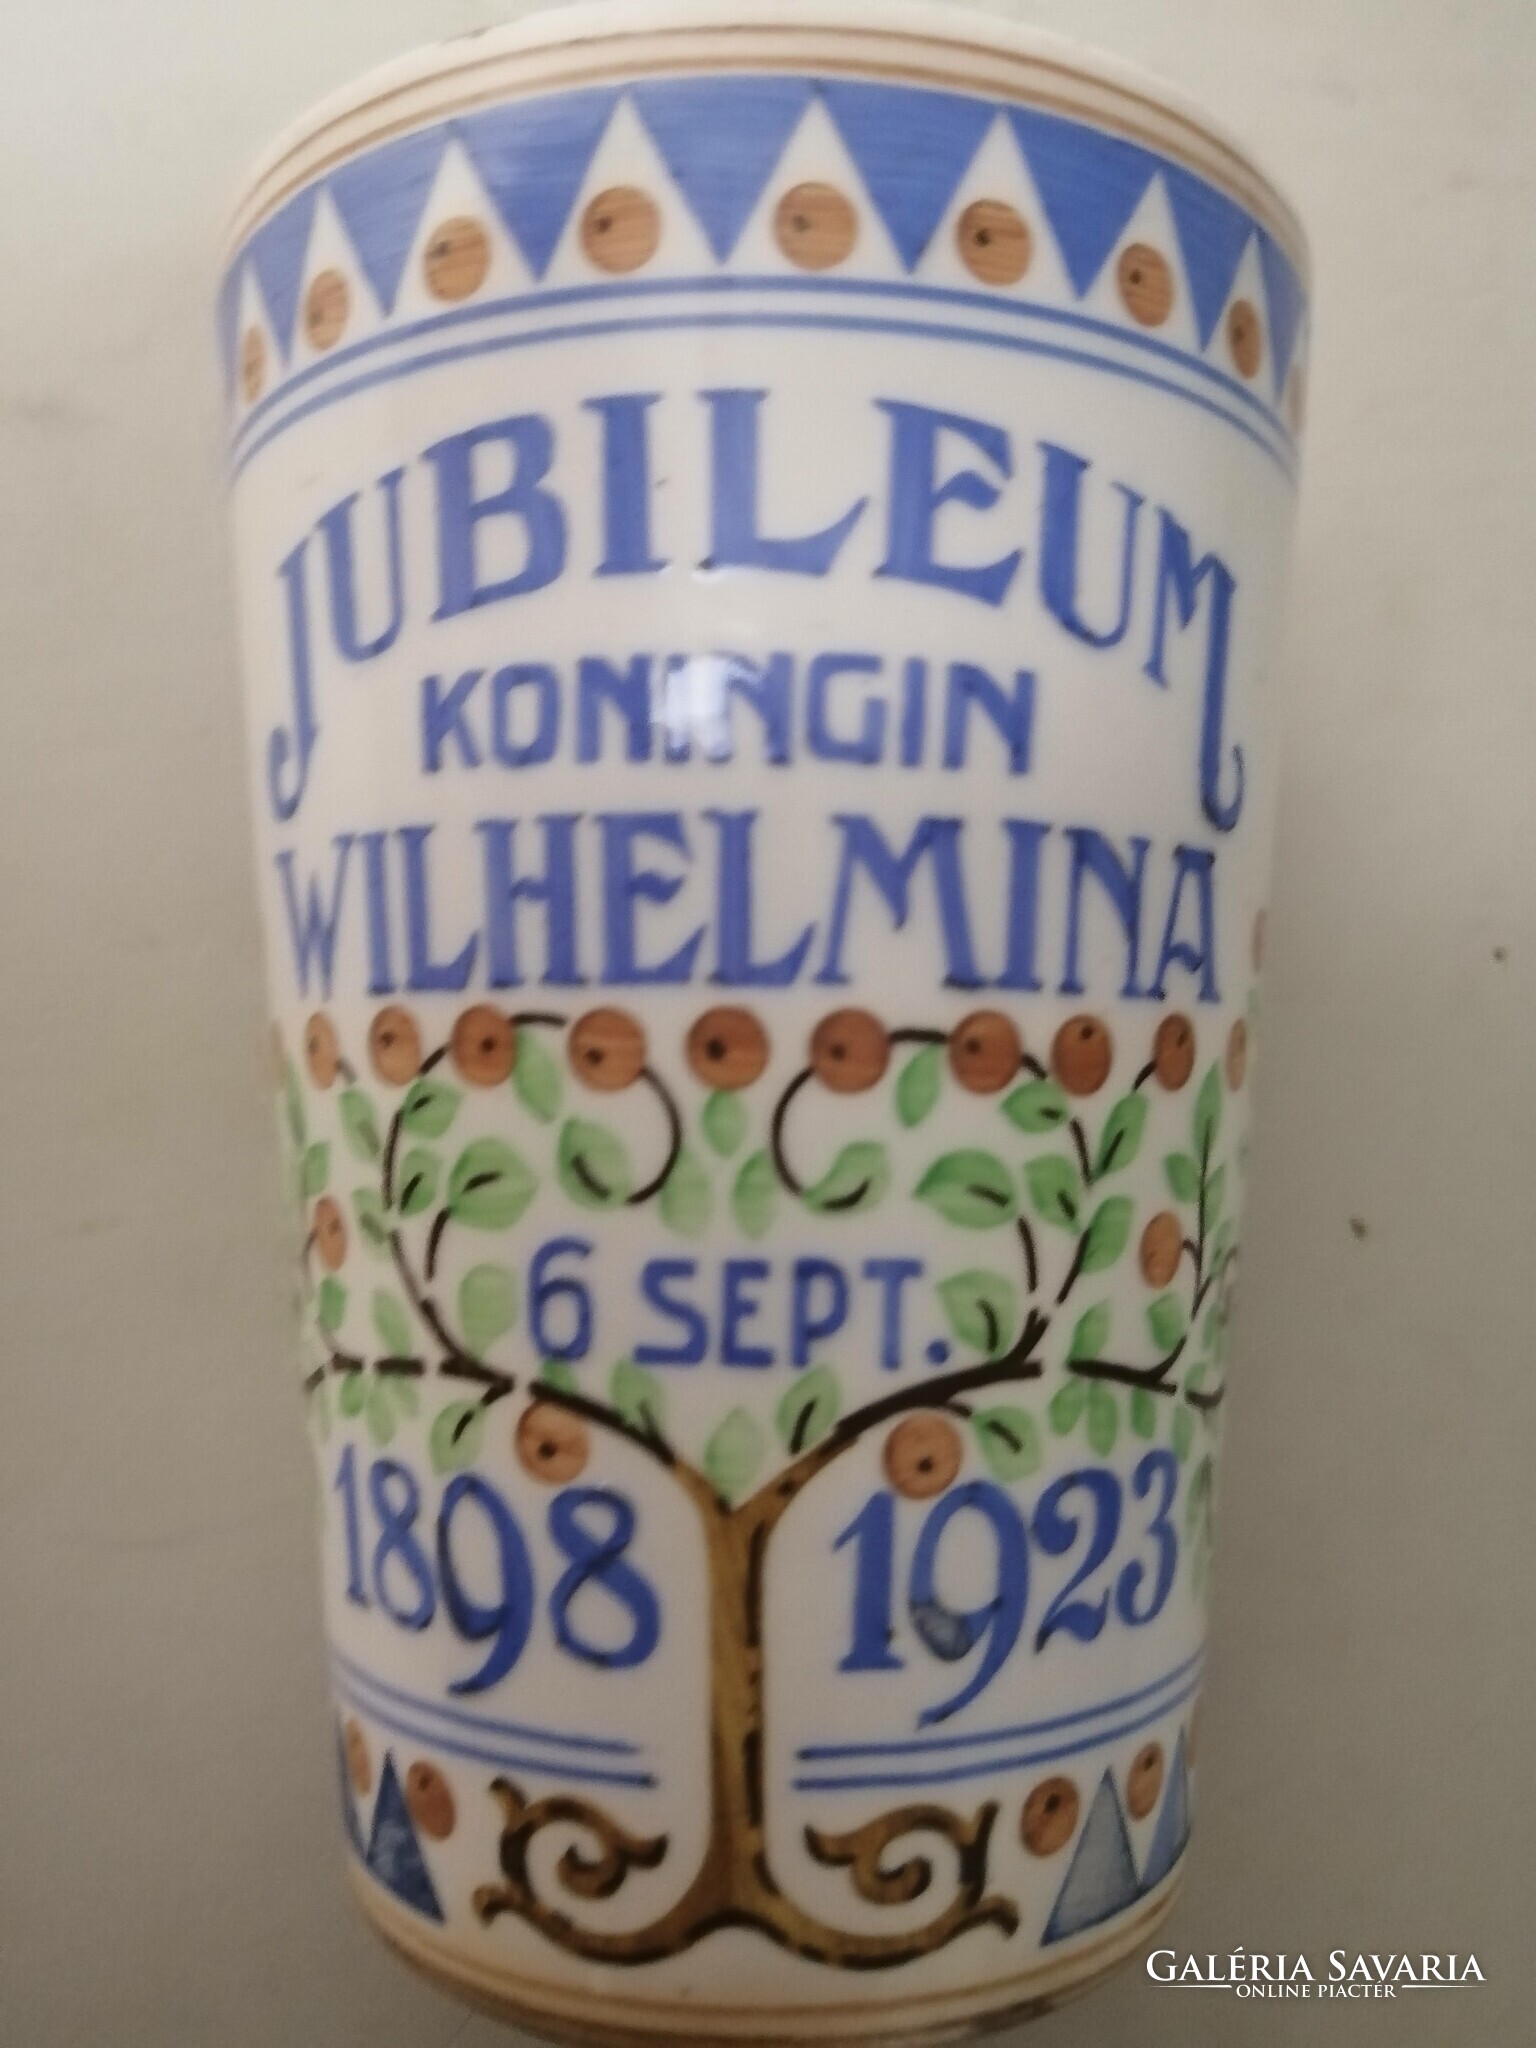 JUBILEUM
KONINGIN
WILHELMINA
6 SEPT.
1898 1923
GALÉRIA SAVARIA
ONLINE PIACTÉR